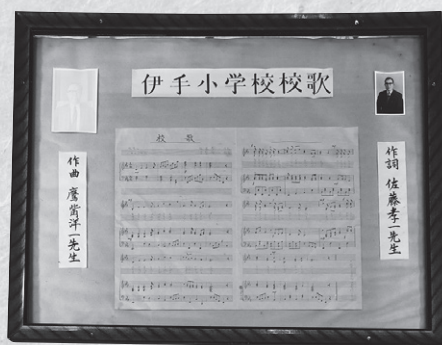 伊手小学校校歌
校歌
作詞 佐藤孝一先生
作曲 鷹觜洋一先生